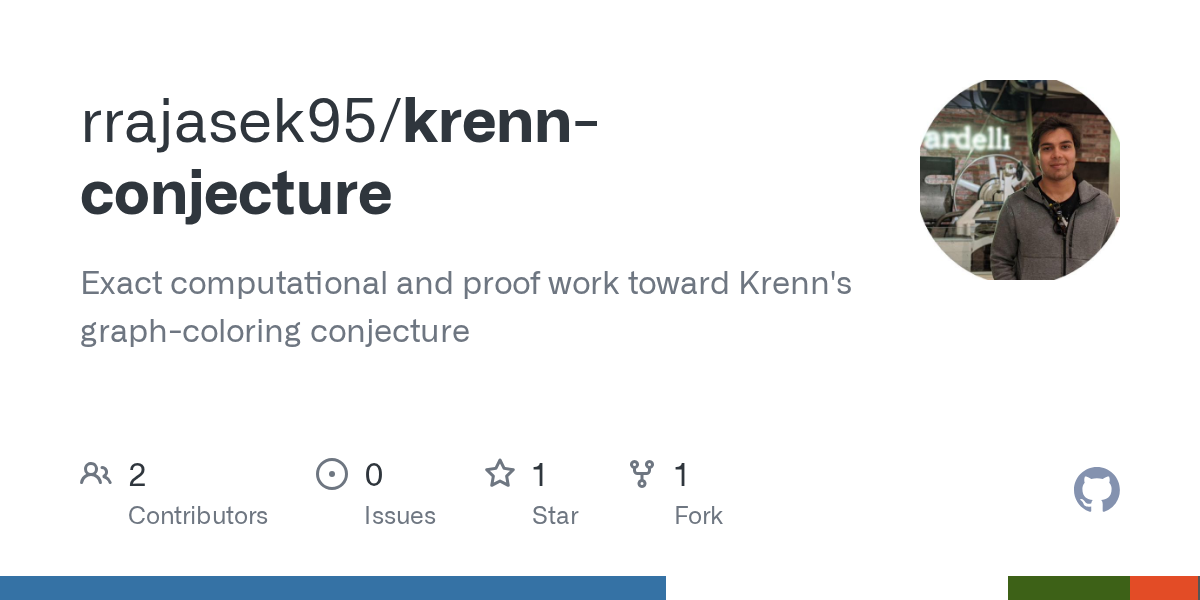 rrajasek95/krenn-
conjecture
Exact computational and proof work toward Krenn's
graph-coloring conjecture
2
Contributors
0
Issues
1
Star
1
Fork
ardelli